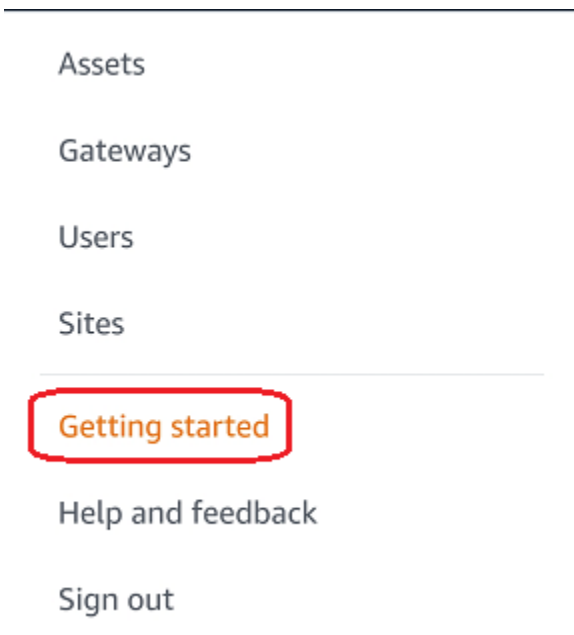 Assets
Gateways
Users
Sites
Getting started
Help and feedback
Sign out